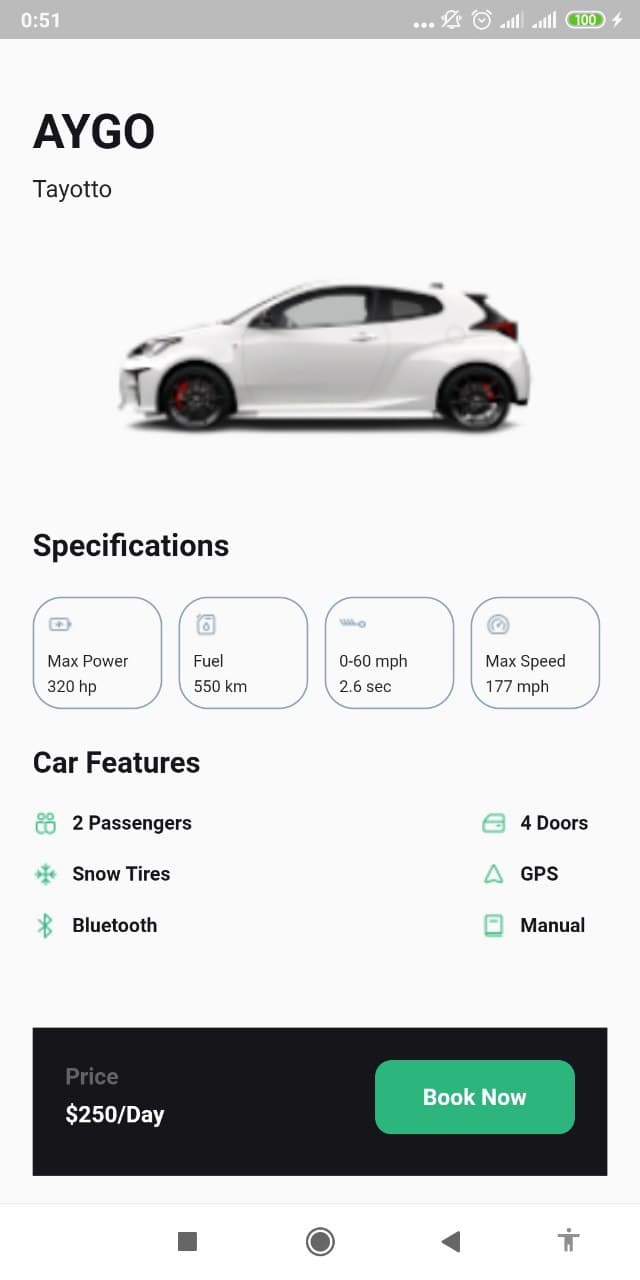 0:51
100
AYGO
Tayotto
Specifications
Max Power
320 hp
Fuel
550 km
0-60 mph
2.6 sec
Max Speed
177 mph
Car Features
2 Passengers
4 Doors
Snow Tires
GPS
Bluetooth
Manual
Price
$250/Day
Book Now